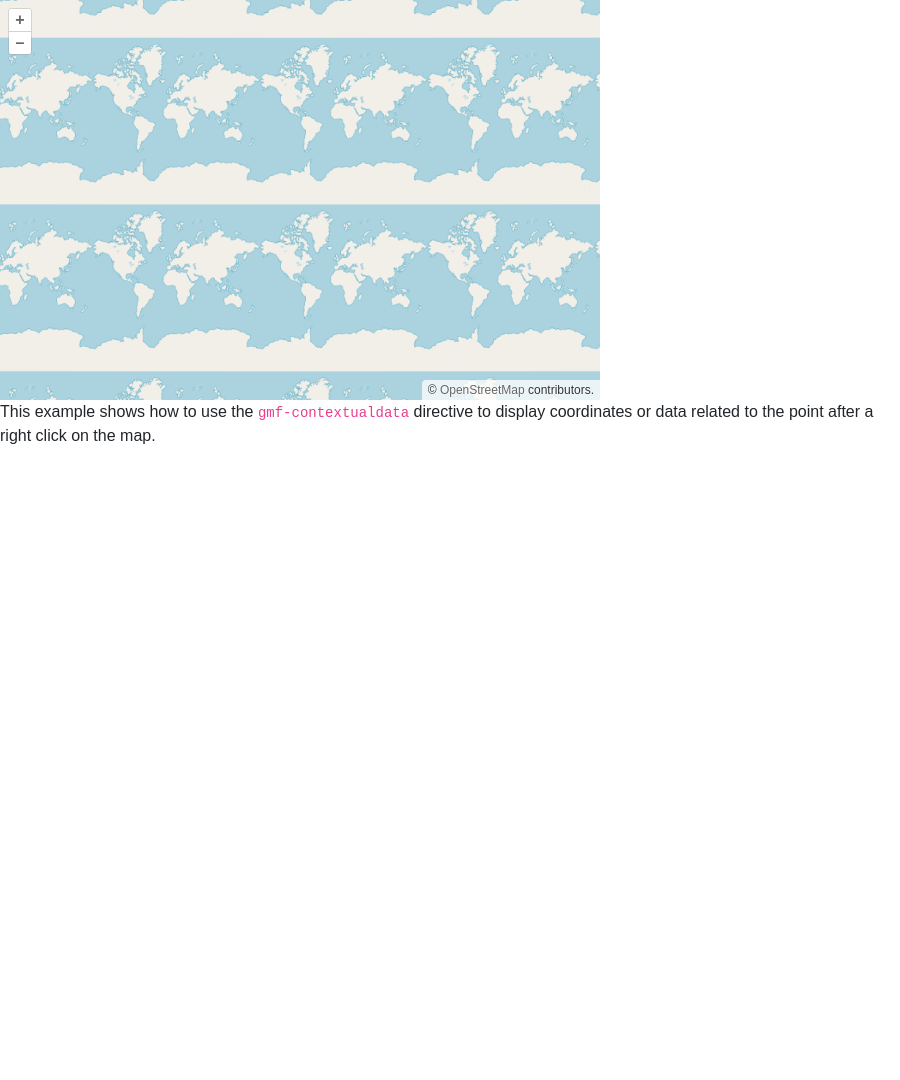 +
−
© OpenStreetMap contributors.
This example shows how to use the gmf-contextualdata directive to display coordinates or data related to the point after a
right click on the map.